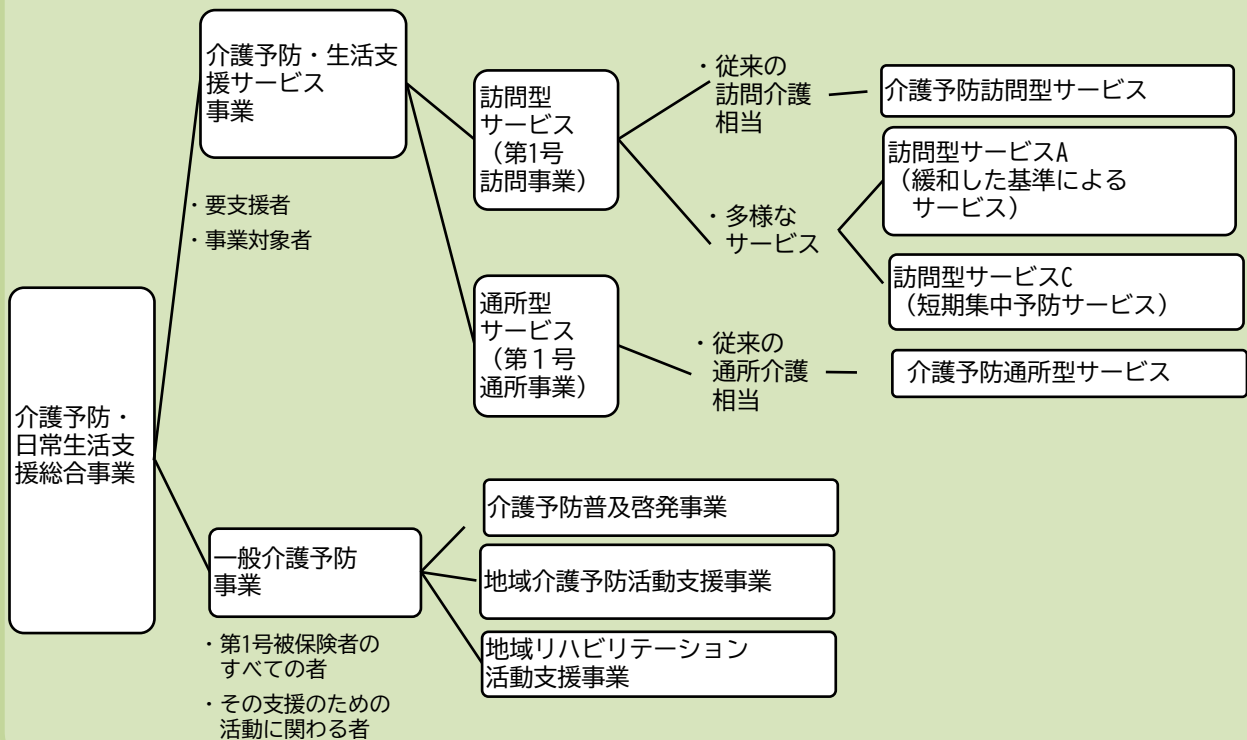 介護予防・
日常生活支
援総合事業
介護予防・生活支
援サービス
事業
・要支援者
・事業対象者
訪問型
サービス
（第1号
訪問事業）
・従来の
訪問介護
相当
介護予防訪問型サービス
・多様な
サービス
訪問型サービスA
（緩和した基準による
サービス）
訪問型サービスC
（短期集中予防サービス）
通所型
サービス
（第１号
通所事業）
・従来の
通所介護
相当
介護予防通所型サービス
一般介護予防
事業
・第1号被保険者の
すべての者
・その支援のための
活動に関わる者
介護予防普及啓発事業
地域介護予防活動支援事業
地域リハビリテーション
活動支援事業